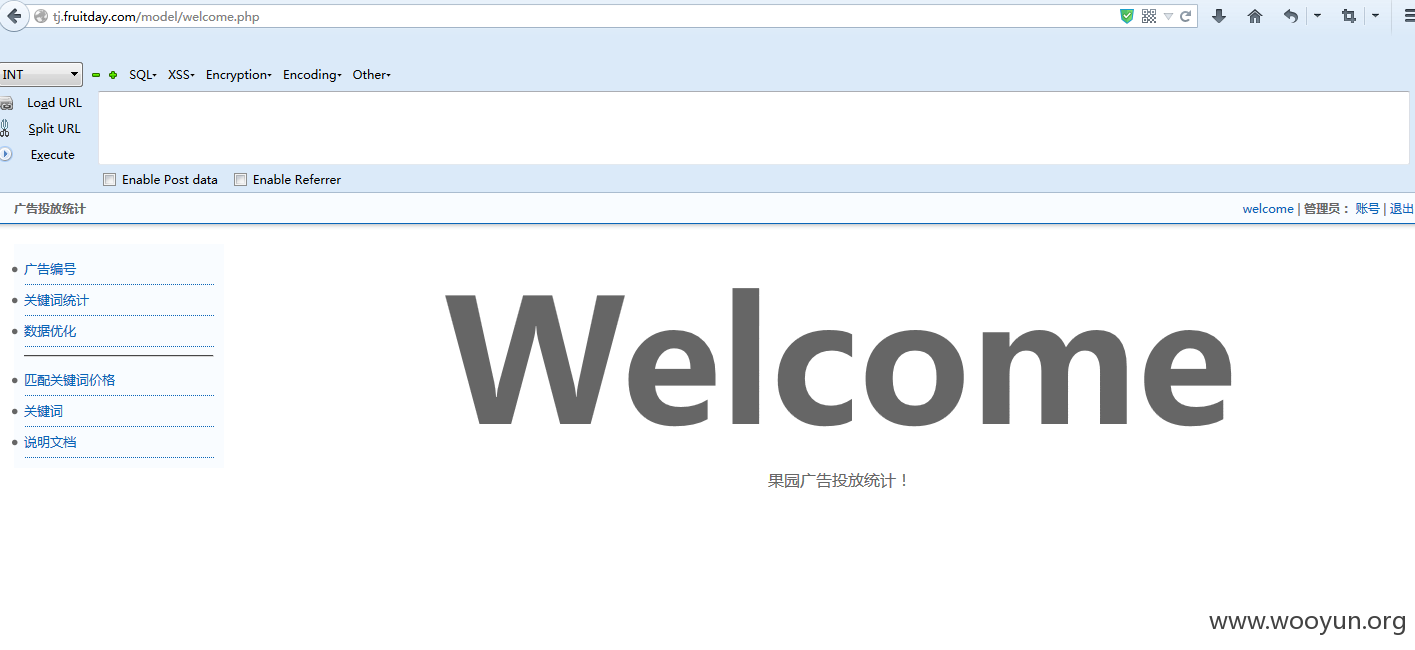 tj.fruitday.com/model/welcome.php
INT SQL XSS Encryption Encoding Other
Load URL
Split URL
Execute
Enable Post data Enable Referrer
广告投放统计 welcome | 管理员： 账号 | 退出
广告编号
关键词统计
数据优化
匹配关键词价格
关键词
说明文档
Welcome
果园广告投放统计！
www.wooyun.org